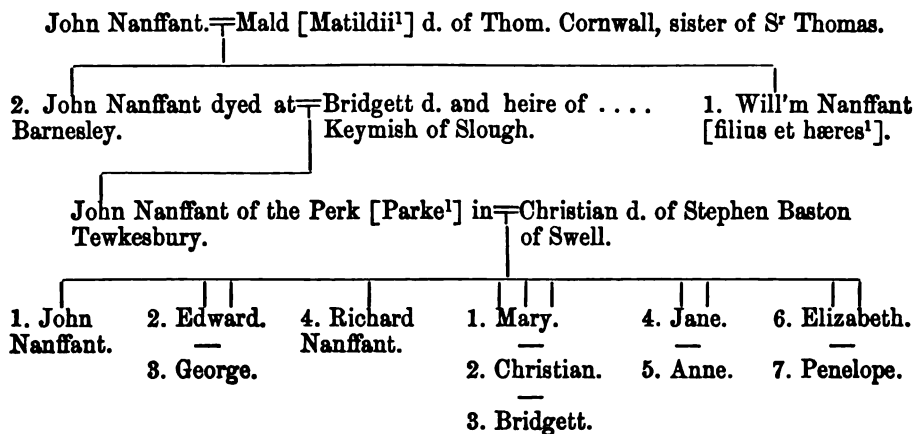 John Nanffant. Mald [Matildii¹] d. of Thom. Cornwall, sister of Sʳ Thomas.
2. John Nanffant dyed at Bridgett d. and heire of . . . . 1. Will'm Nanffant
Barnesley. Keymish of Slough. [filius et hæres¹].
John Nanffant of the Perk [Parke¹] in Christian d. of Stephen Baston
Tewkesbury. of Swell.
1. John 2. Edward. 4. Richard 1. Mary. 4. Jane. 6. Elizabeth.
Nanffant. Nanffant.
3. George. 2. Christian. 5. Anne. 7. Penelope.
3. Bridgett.